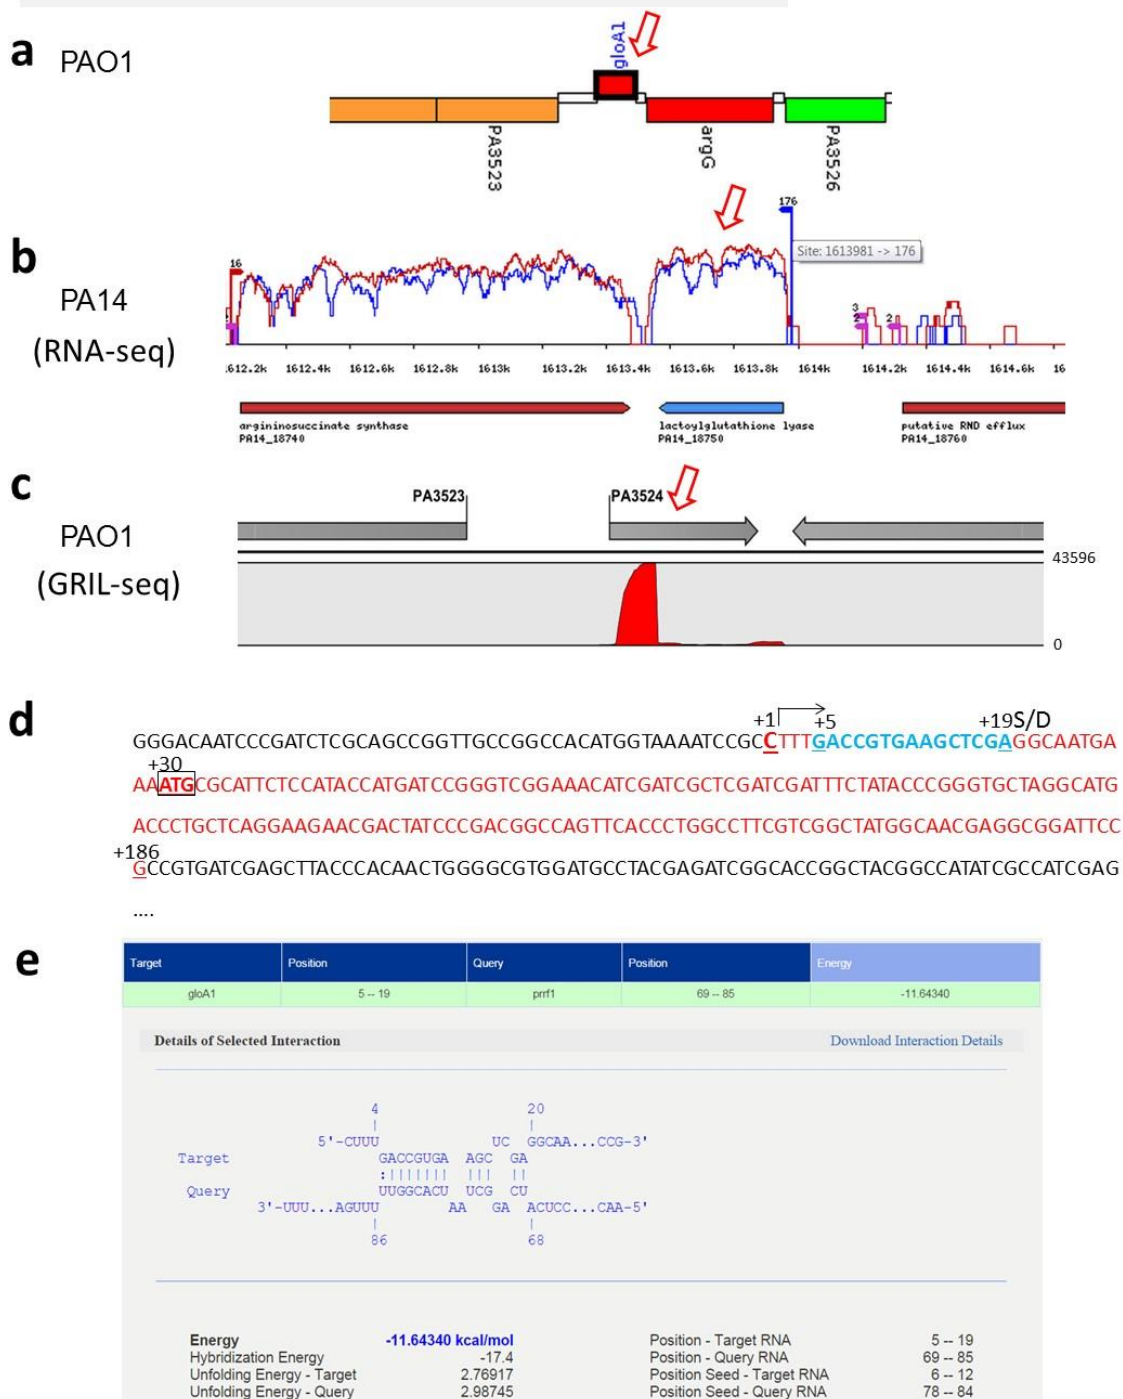 a
PAO1
gloA1
PA3523
argG
PA3526
b
PA14
(RNA-seq)
16
176
Site: 1613981 -> 176
3
2
2
1612.2k 1612.4k 1612.6k 1612.8k 1613k 1613.2k 1613.4k 1613.6k 1613.8k 1614k 1614.2k 1614.4k 1614.6k 16
argininosuccinate synthase
PA14_18740
lactoylglutathione lyase
PA14_18750
putative RND efflux
PA14_18760
c
PAO1
(GRIL-seq)
PA3523
PA3524
43596
0
d
+1 +5 +19 S/D
GGGACAATCCCGATCTCGCAGCCGGTTGCCGGCCACATGGTAAAATCCGCCTTTGACCGTGAAGCTCGAGGCAATGA
+30
AAATGCGCATTCTCCATACCATGATCCGGGTCGGAAACATCGATCGCTCGATCGATTTCTATACCCGGGTGCTAGGCATG
ACCCTGCTCAGGAAGAACGACTATCCCGACGGCCAGTTCACCCTGGCCTTCGTCGGCTATGGCAACGAGGCGGATTCC
+186
GCCGTGATCGAGCTTACCCACAACTGGGGCGTGGATGCCTACGAGATCGGCACCGGCTACGGCCATATCGCCATCGAG
....
e
Target Position Query Position Energy
gloA1 5 -- 19 prrf1 69 -- 85 -11.64340
Details of Selected Interaction Download Interaction Details
4 20
| |
5'-CUUU UC GGCAA...CCG-3'
Target GACCGUGA AGC GA
:||||||| ||| ||
Query UUGGCACU UCG CU
3'-UUU...AGUUU AA GA ACUCC...CAA-5'
| |
86 68
Energy -11.64340 kcal/mol Position - Target RNA 5 -- 19
Hybridization Energy -17.4 Position - Query RNA 69 -- 85
Unfolding Energy - Target 2.76917 Position Seed - Target RNA 6 -- 12
Unfolding Energy - Query 2.98745 Position Seed - Query RNA 78 -- 84